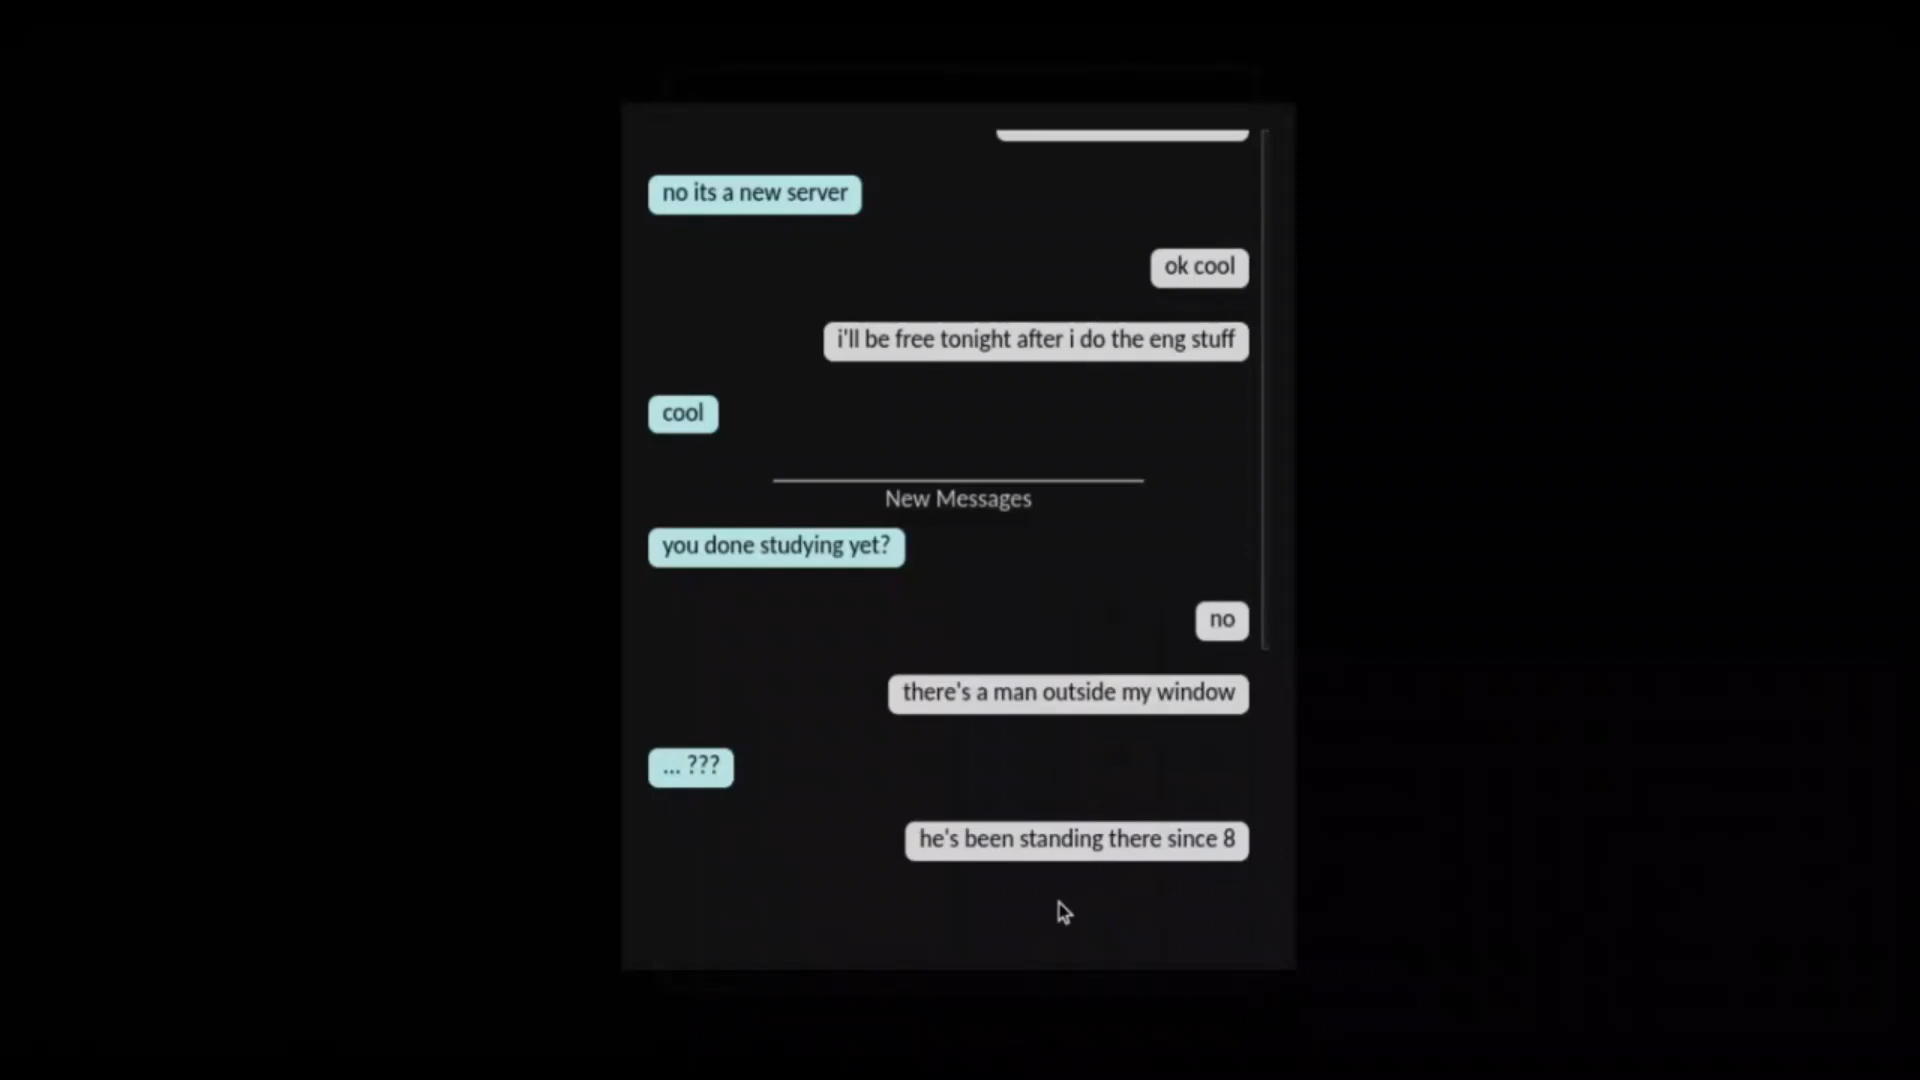 no its a new server
ok cool
i'll be free tonight after i do the eng stuff
cool
New Messages
you done studying yet?
no
there's a man outside my window
... ???
he's been standing there since 8